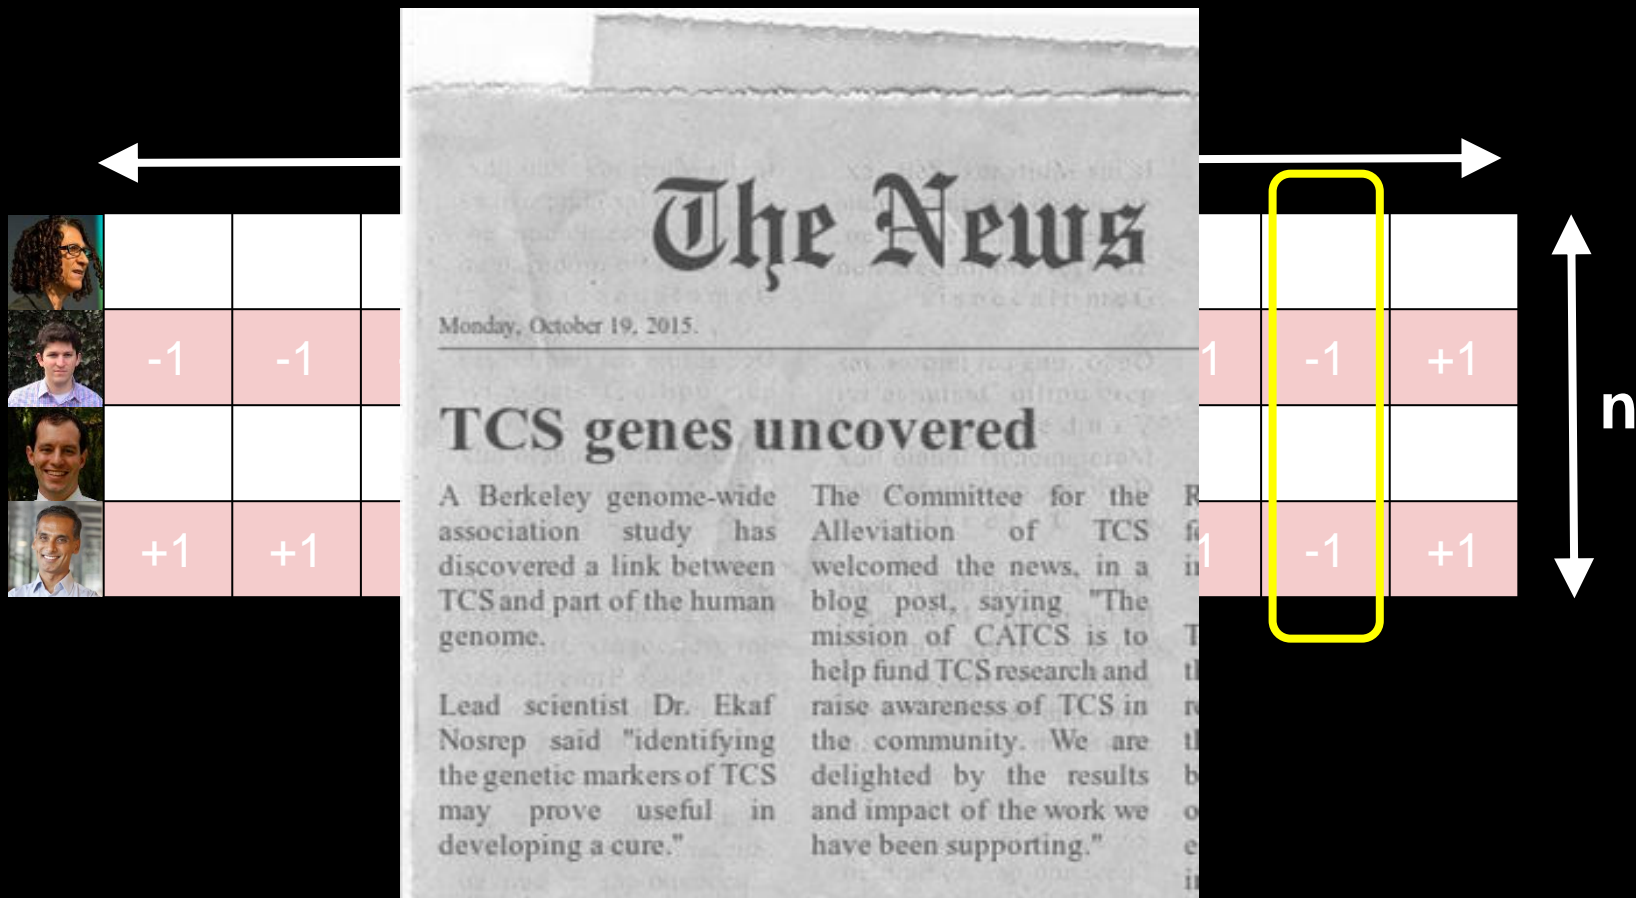 The News
Monday, October 19, 2015.
-1 -1 1 -1 +1
n
TCS genes uncovered
A Berkeley genome-wide
association study has
discovered a link between
TCS and part of the human
genome.
Lead scientist Dr. Ekaf
Nosrep said "identifying
the genetic markers of TCS
may prove useful in
developing a cure."
The Committee for the
Alleviation of TCS
welcomed the news, in a
blog post, saying "The
mission of CATCS is to
help fund TCS research and
raise awareness of TCS in
the community. We are
delighted by the results
and impact of the work we
have been supporting."
+1 +1 1 -1 +1